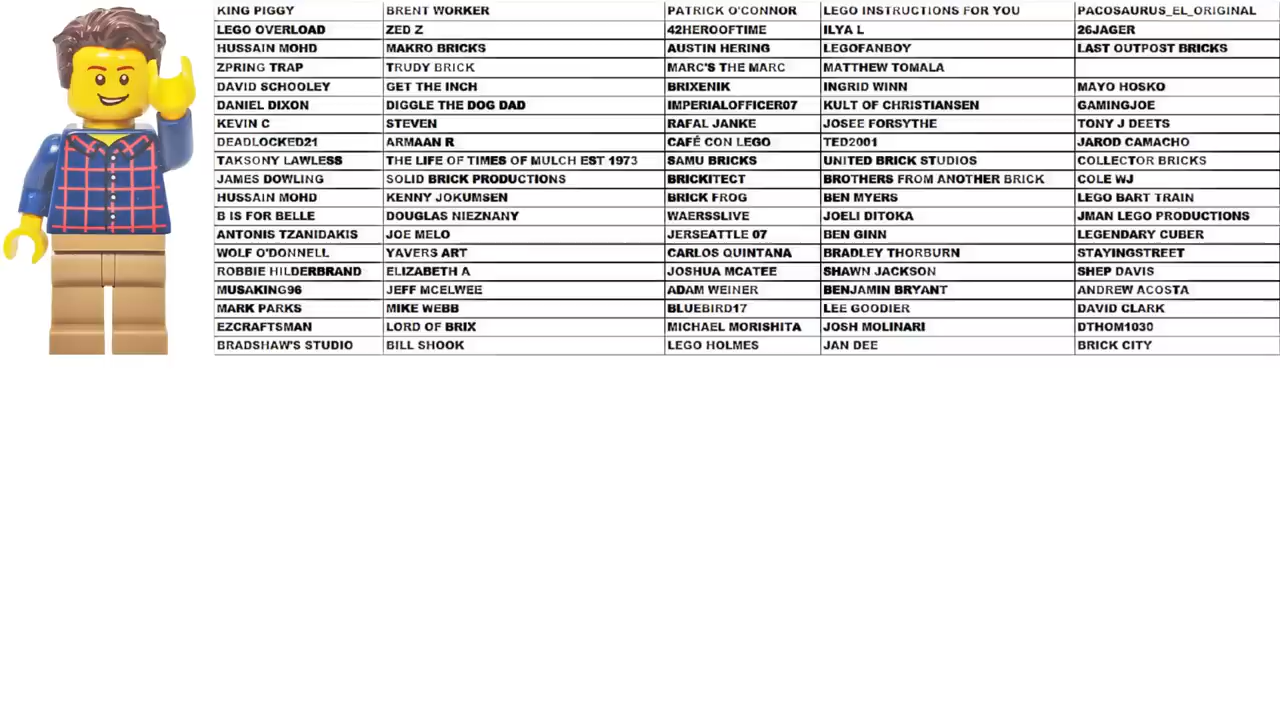 KING PIGGY BRENT WORKER PATRICK O'CONNOR LEGO INSTRUCTIONS FOR YOU PACOSAURUS_EL_ORIGINAL
LEGO OVERLOAD ZED Z 42HEROOFTIME ILYA L 26JAGER
HUSSAIN MOHD MAKRO BRICKS AUSTIN HERING LEGOFANBOY LAST OUTPOST BRICKS
ZPRING TRAP TRUDY BRICK MARC'S THE MARC MATTHEW TOMALA
DAVID SCHOOLEY GET THE INCH BRIXENIK INGRID WINN MAYO HOSKO
DANIEL DIXON DIGGLE THE DOG DAD IMPERIALOFFICER07 KULT OF CHRISTIANSEN GAMINGJOE
KEVIN C STEVEN RAFAL JANKE JOSEE FORSYTHE TONY J DEETS
DEADLOCKED21 ARMAAN R CAFÉ CON LEGO TED2001 JAROD CAMACHO
TAKSONY LAWLESS THE LIFE OF TIMES OF MULCH EST 1973 SAMU BRICKS UNITED BRICK STUDIOS COLLECTOR BRICKS
JAMES DOWLING SOLID BRICK PRODUCTIONS BRICKITECT BROTHERS FROM ANOTHER BRICK COLE WJ
HUSSAIN MOHD KENNY JOKUMSEN BRICK FROG BEN MYERS LEGO BART TRAIN
B IS FOR BELLE DOUGLAS NIEZNANY WAERSSLIVE JOELI DITOKA JMAN LEGO PRODUCTIONS
ANTONIS TZANIDAKIS JOE MELO JERSEATTLE 07 BEN GINN LEGENDARY CUBER
WOLF O'DONNELL YAVERS ART CARLOS QUINTANA BRADLEY THORBURN STAYINGSTREET
ROBBIE HILDERBRAND ELIZABETH A JOSHUA MCATEE SHAWN JACKSON SHEP DAVIS
MUSAKING96 JEFF MCELWEE ADAM WEINER BENJAMIN BRYANT ANDREW ACOSTA
MARK PARKS MIKE WEBB BLUEBIRD17 LEE GOODIER DAVID CLARK
EZCRAFTSMAN LORD OF BRIX MICHAEL MORISHITA JOSH MOLINARI DTHOM1030
BRADSHAW'S STUDIO BILL SHOOK LEGO HOLMES JAN DEE BRICK CITY